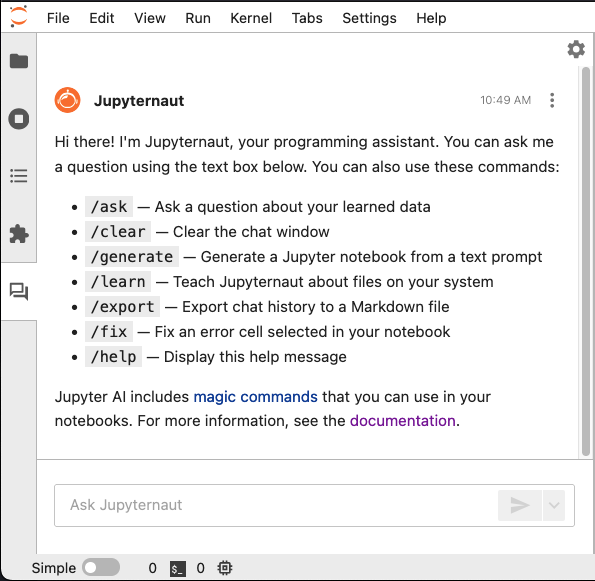 File Edit View Run Kernel Tabs Settings Help
Jupyternaut 10:49 AM
Hi there! I'm Jupyternaut, your programming assistant. You can ask me
a question using the text box below. You can also use these commands:
• /ask — Ask a question about your learned data
• /clear — Clear the chat window
• /generate — Generate a Jupyter notebook from a text prompt
• /learn — Teach Jupyternaut about files on your system
• /export — Export chat history to a Markdown file
• /fix — Fix an error cell selected in your notebook
• /help — Display this help message
Jupyter AI includes magic commands that you can use in your
notebooks. For more information, see the documentation.
Ask Jupyternaut
Simple 0 $_ 0